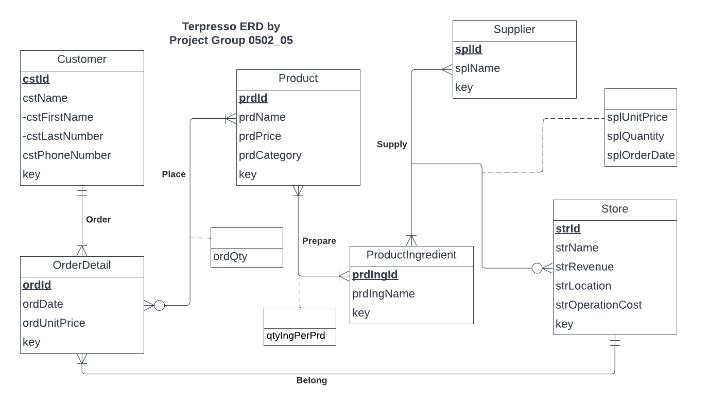 Terpresso ERD by
Project Group 0502_05
Customer
cstId
cstName
-cstFirstName
-cstLastNumber
cstPhoneNumber
key
Product
prdId
prdName
prdPrice
prdCategory
key
Supplier
splId
splName
key
splUnitPrice
splQuantity
splOrderDate
Supply
Place
Order
Prepare
ordQty
OrderDetail
ordId
ordDate
ordUnitPrice
key
ProductIngredient
prdIngId
prdIngName
key
qtyIngPerPrd
Store
strId
strName
strRevenue
strLocation
strOperationCost
key
Belong